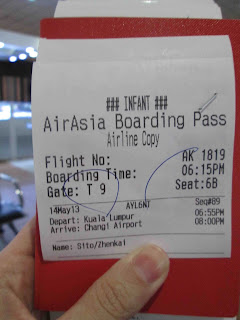 ### INFANT ###
AirAsia Boarding Pass
Airline Copy
Flight No: AK 1819
Boarding Time: 06:15PM
Gate: T 9 Seat:6B
14May13 AYL6NT Seq#89
Depart: Kuala Lumpur 06:55PM
Arrive: Changi Airport 08:00PM
Name: Sito/Zhenkai